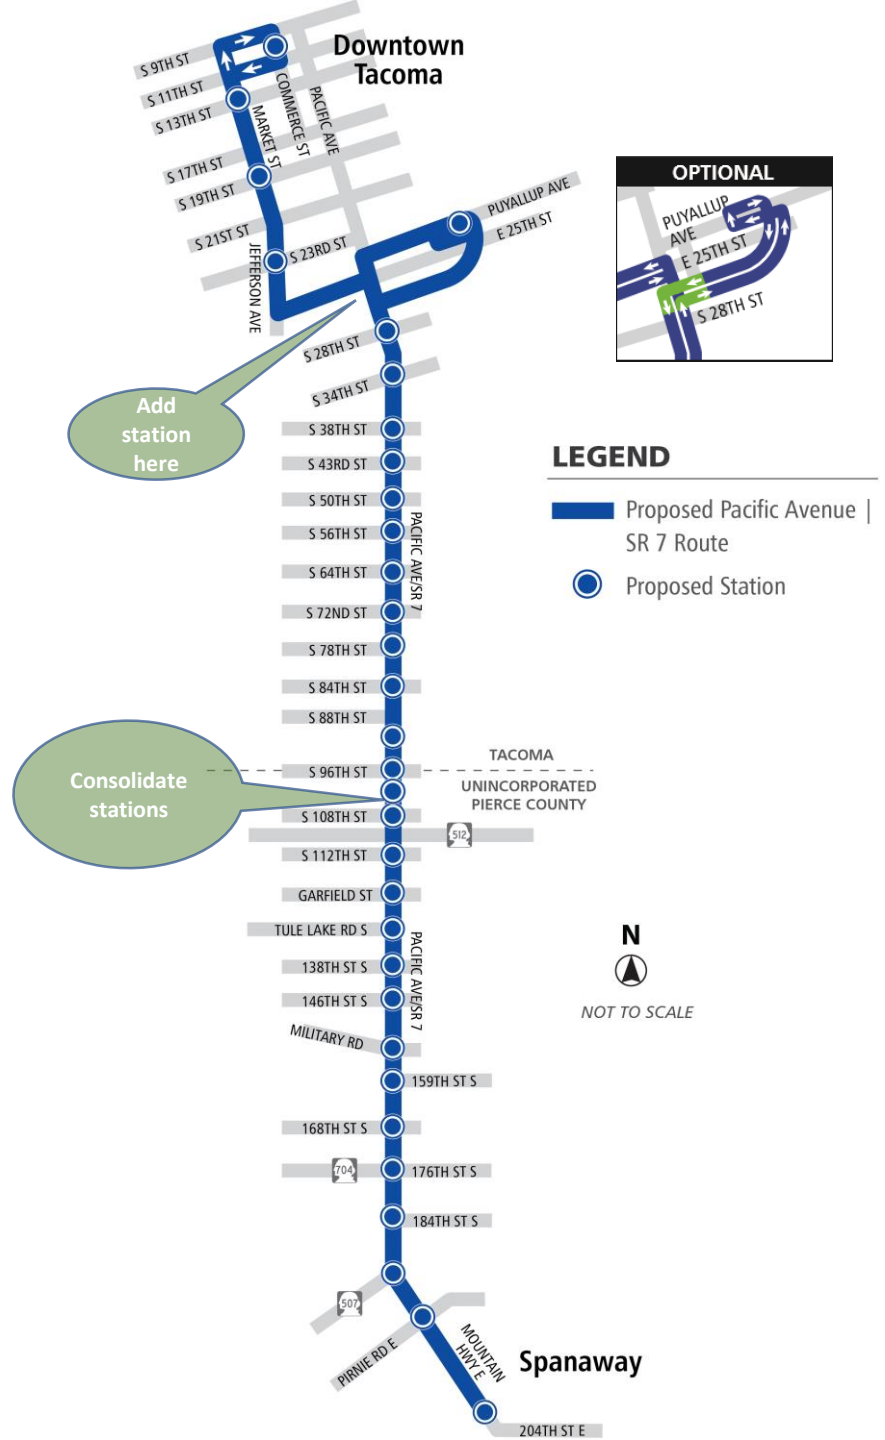 Downtown
Tacoma
S 9TH ST
S 11TH ST
S 13TH ST
COMMERCE ST
PACIFIC AVE
MARKET ST
S 17TH ST
S 19TH ST
S 21ST ST
S 23RD ST
JEFFERSON AVE
PUYALLUP AVE
E 25TH ST
OPTIONAL
PUYALLUP
AVE
E 25TH ST
S 28TH ST
S 28TH ST
S 34TH ST
Add
station
here
S 38TH ST
S 43RD ST
S 50TH ST
S 56TH ST
S 64TH ST
S 72ND ST
PACIFIC AVE/SR 7
S 78TH ST
S 84TH ST
S 88TH ST
LEGEND
Proposed Pacific Avenue |
SR 7 Route
Proposed Station
TACOMA
S 96TH ST
UNINCORPORATED
PIERCE COUNTY
Consolidate
stations
S 108TH ST
512
S 112TH ST
GARFIELD ST
TULE LAKE RD S
138TH ST S
146TH ST S
PACIFIC AVE/SR 7
MILITARY RD
N
NOT TO SCALE
159TH ST S
168TH ST S
704
176TH ST S
184TH ST S
507
PIRNIE RD E
MOUNTAIN
HWY E
Spanaway
204TH ST E